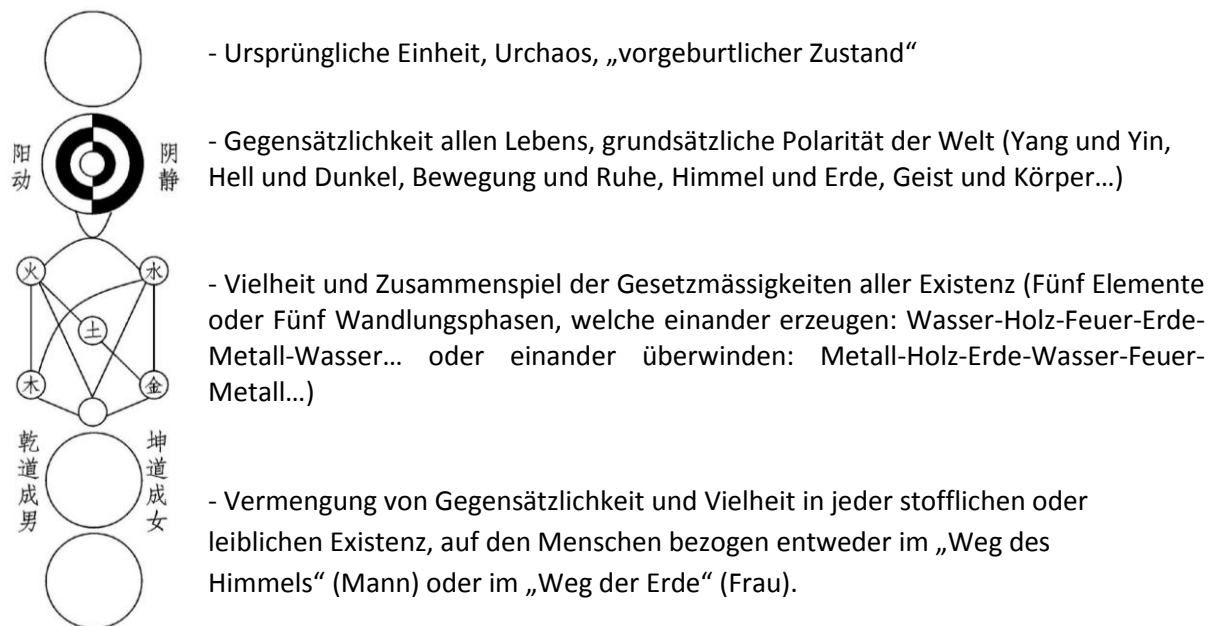 - Ursprüngliche Einheit, Urchaos, „vorgeburtlicher Zustand“
阳动
阴静
- Gegensätzlichkeit allen Lebens, grundsätzliche Polarität der Welt (Yang und Yin,
Hell und Dunkel, Bewegung und Ruhe, Himmel und Erde, Geist und Körper…)
火
水
土
木
金
- Vielheit und Zusammenspiel der Gesetzmässigkeiten aller Existenz (Fünf Elemente
oder Fünf Wandlungsphasen, welche einander erzeugen: Wasser-Holz-Feuer-Erde-
Metall-Wasser… oder einander überwinden: Metall-Holz-Erde-Wasser-Feuer-
Metall…)
乾道成男
坤道成女
- Vermengung von Gegensätzlichkeit und Vielheit in jeder stofflichen oder
leiblichen Existenz, auf den Menschen bezogen entweder im „Weg des
Himmels“ (Mann) oder im „Weg der Erde“ (Frau).